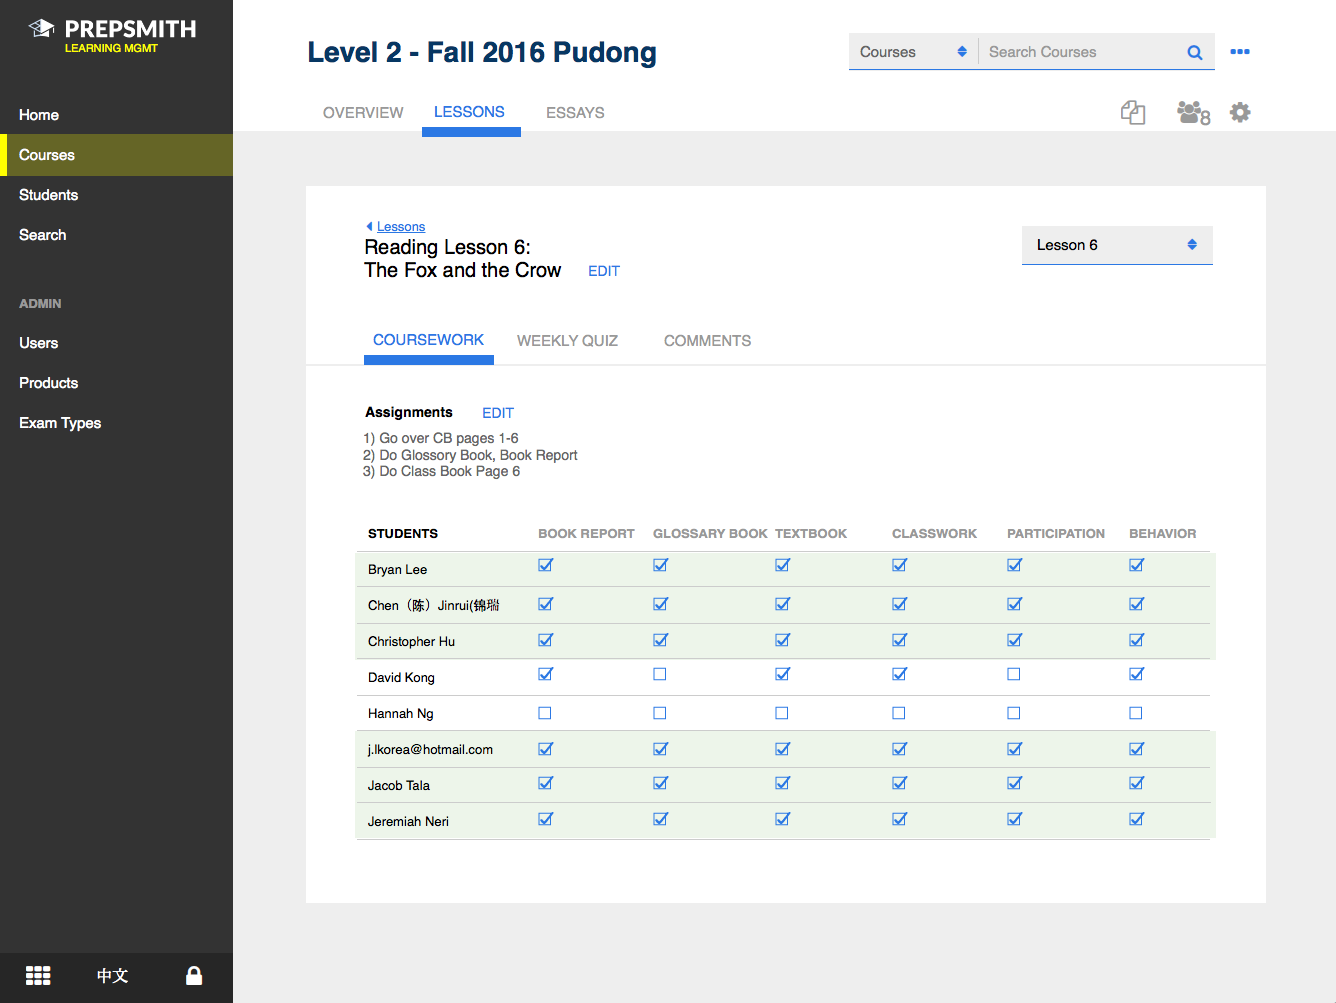 PREPSMITH
LEARNING MGMT
Home
Courses
Students
Search
ADMIN
Users
Products
Exam Types
中文
Level 2 - Fall 2016 Pudong
Courses
Search Courses
OVERVIEW LESSONS ESSAYS
8
Lessons
Reading Lesson 6:
The Fox and the Crow EDIT
Lesson 6
COURSEWORK WEEKLY QUIZ COMMENTS
Assignments EDIT
1) Go over CB pages 1-6
2) Do Glossory Book, Book Report
3) Do Class Book Page 6
STUDENTS BOOK REPORT GLOSSARY BOOK TEXTBOOK CLASSWORK PARTICIPATION BEHAVIOR
Bryan Lee
Chen（陈）Jinrui(锦瑞
Christopher Hu
David Kong
Hannah Ng
j.lkorea@hotmail.com
Jacob Tala
Jeremiah Neri